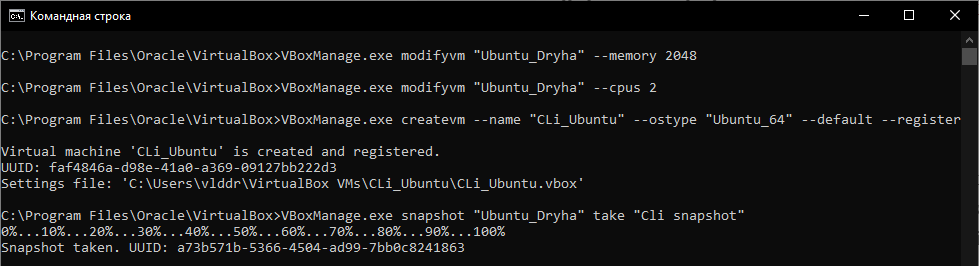 Командная строка
C:\Program Files\Oracle\VirtualBox>VBoxManage.exe modifyvm "Ubuntu_Dryha" --memory 2048
C:\Program Files\Oracle\VirtualBox>VBoxManage.exe modifyvm "Ubuntu_Dryha" --cpus 2
C:\Program Files\Oracle\VirtualBox>VBoxManage.exe createvm --name "CLi_Ubuntu" --ostype "Ubuntu_64" --default --register
Virtual machine 'CLi_Ubuntu' is created and registered.
UUID: faf4846a-d98e-41a0-a369-09127bb222d3
Settings file: 'C:\Users\vlddr\VirtualBox VMs\CLi_Ubuntu\CLi_Ubuntu.vbox'
C:\Program Files\Oracle\VirtualBox>VBoxManage.exe snapshot "Ubuntu_Dryha" take "Cli snapshot"
0%...10%...20%...30%...40%...50%...60%...70%...80%...90%...100%
Snapshot taken. UUID: a73b571b-5366-4504-ad99-7bb0c8241863